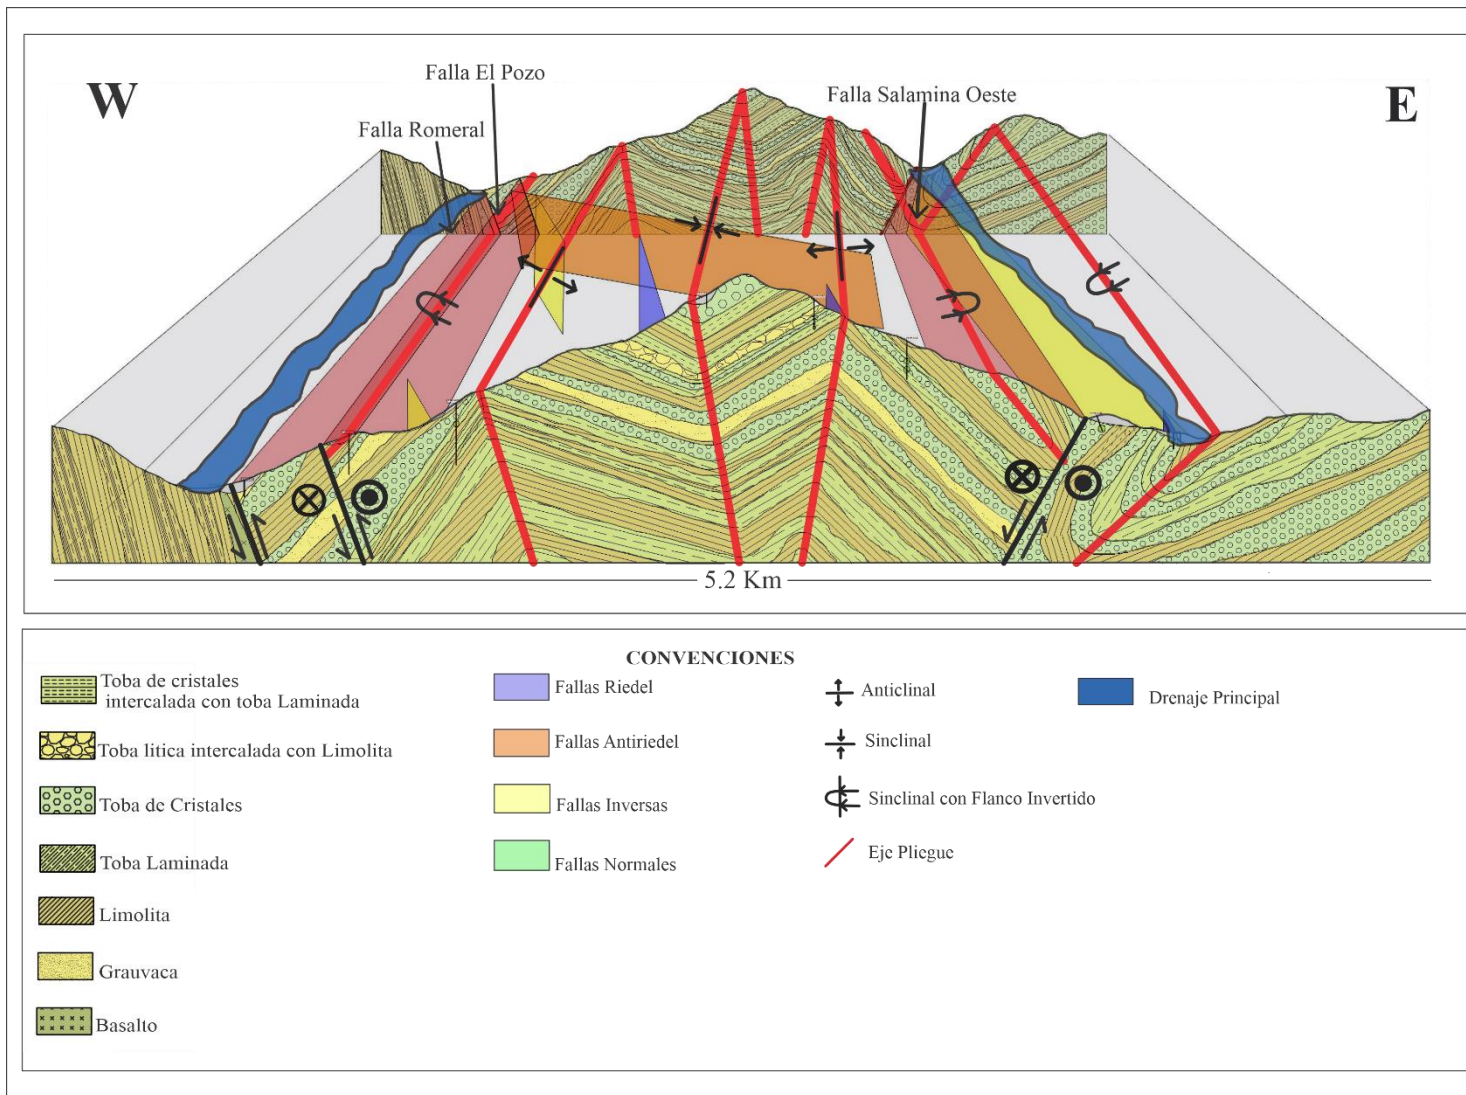 W
E
Falla El Pozo
Falla Salamina Oeste
Falla Romeral
5.2 Km
CONVENCIONES
Toba de cristales
intercalada con toba Laminada
Toba lítica intercalada con Limolita
Toba de Cristales
Toba Laminada
Limolita
Grauvaca
Basalto
Fallas Riedel
Fallas Antiriedel
Fallas Inversas
Fallas Normales
Anticlinal
Sinclinal
Sinclinal con Flanco Invertido
Eje Pliegue
Drenaje Principal